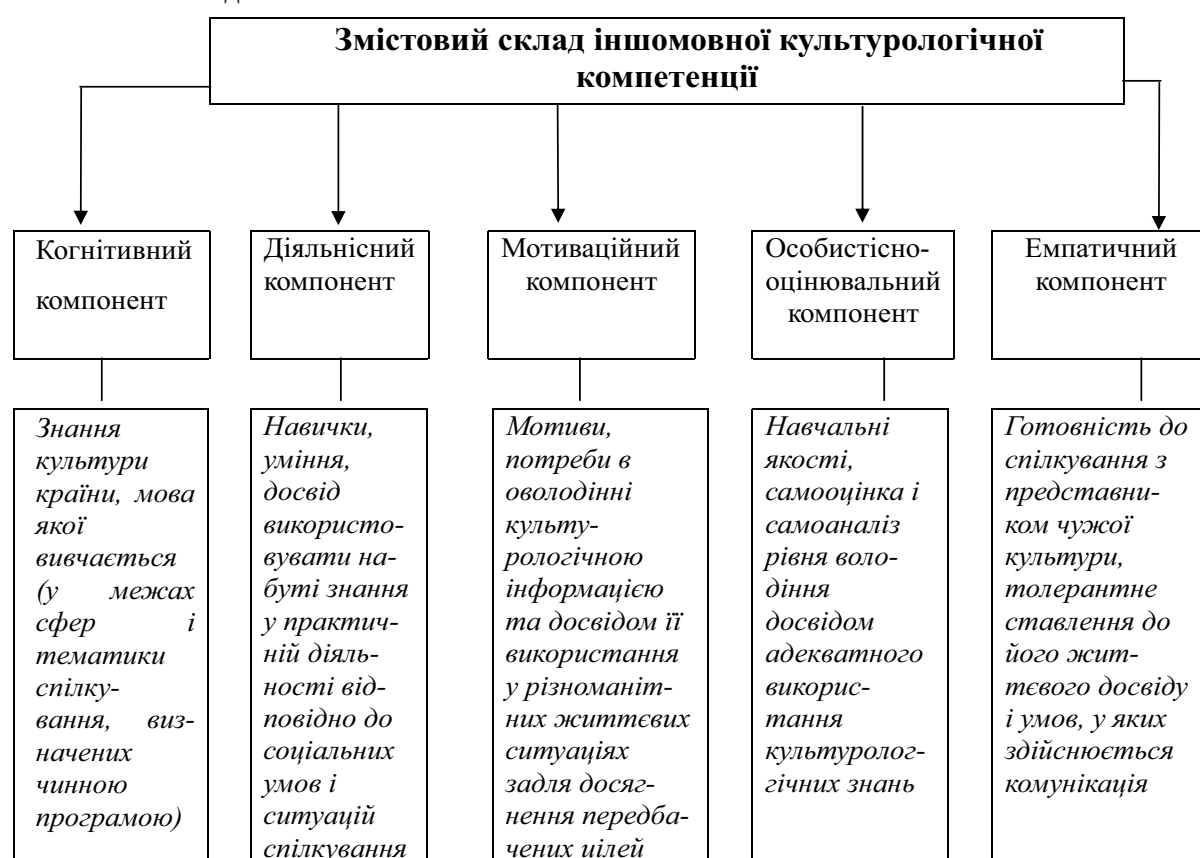 Змістовий склад іншомовної культурологічної
компетенції
Когнітивний
компонент
Діяльнісний
компонент
Мотиваційний
компонент
Особистісно-
оцінювальний
компонент
Емпатичний
компонент
Знання
культури
країни, мова
якої
вивчається
(у межах
сфер і
тематики
спілку-
вання, виз-
начених
чинною
програмою)
Навички,
уміння,
досвід
використо-
вувати на-
буті знання
у практич-
ній діяль-
ності від-
повідно до
соціальних
умов і
ситуацій
спілкування
Мотиви,
потреби в
оволодінні
культу-
рологічною
інформацією
та досвідом її
використання
у різноманіт-
них життєвих
ситуаціях
задля досяг-
нення передба-
чених цілей
Навчальні
якості,
самооцінка і
самоаналіз
рівня воло-
діння
досвідом
адекватного
викорис-
тання
культуролог-
гічних знань
Готовність до
спілкування з
представни-
ком чужої
культури,
толерантне
ставлення до
його жит-
тєвого досвіду
і умов, у яких
здійснюється
комунікація